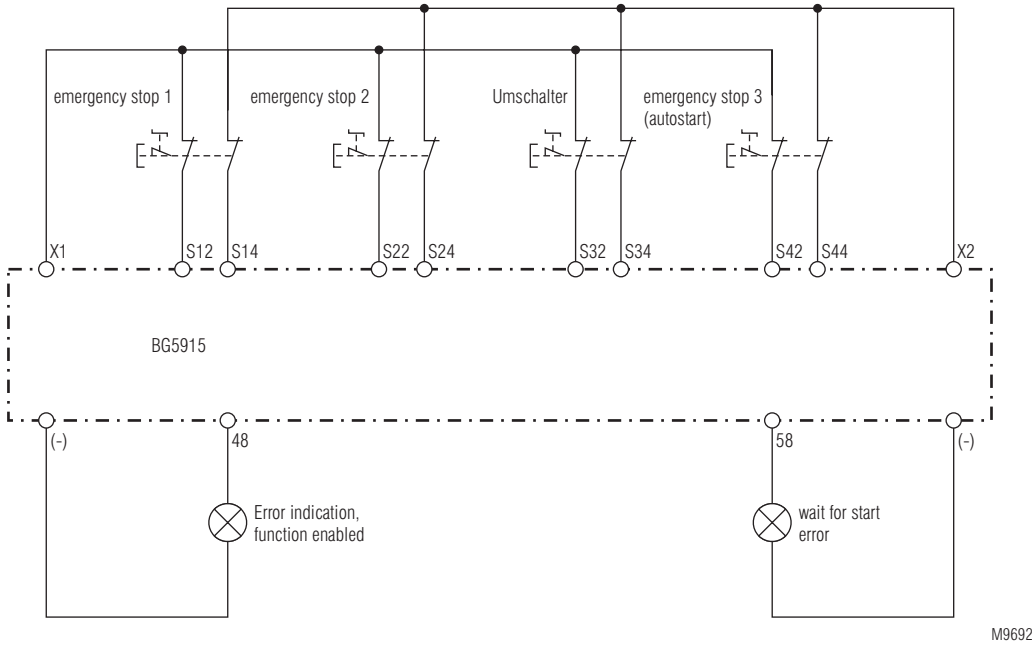 emergency stop 1
emergency stop 2
Umschalter
emergency stop 3
(autostart)
X1
S12
S14
S22
S24
S32
S34
S42
S44
X2
BG5915
(-)
48
58
(-)
Error indication,
function enabled
wait for start
error
M9692